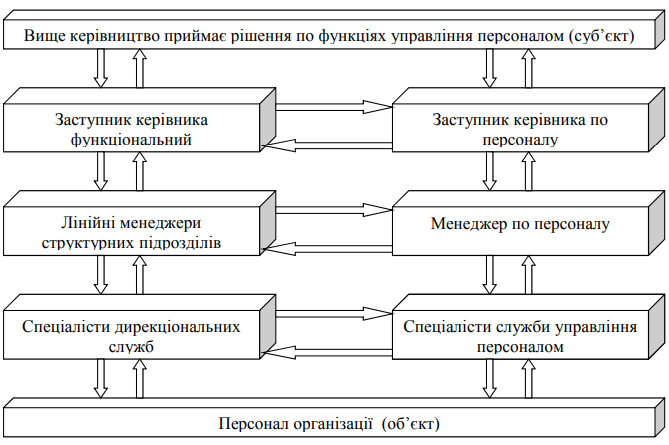 Вище керівництво приймає рішення по функціях управління персоналом (суб’єкт)
Заступник керівника
функціональний
Заступник керівника по
персоналу
Лінійні менеджери
структурних підрозділів
Менеджер по персоналу
Спеціалісти дирекціональних
служб
Спеціалісти служби управління
персоналом
Персонал організації (об’єкт)